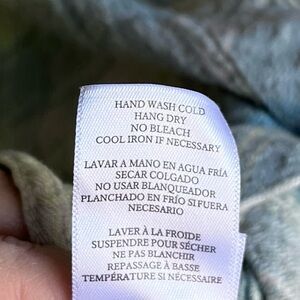 HAND WASH COLD
HANG DRY
NO BLEACH
COOL IRON IF NECESSARY
LAVAR A MANO EN AGUA FRÍA
SECAR COLGADO
NO USAR BLANQUEADOR
PLANCHADO EN FRÍO SI FUERA
NECESARIO
LAVER À LA FROIDE
SUSPENDRE POUR SÉCHER
NE PAS BLANCHIR
REPASSAGE À BASSE
TEMPÉRATURE SI NÉCESSAIRE